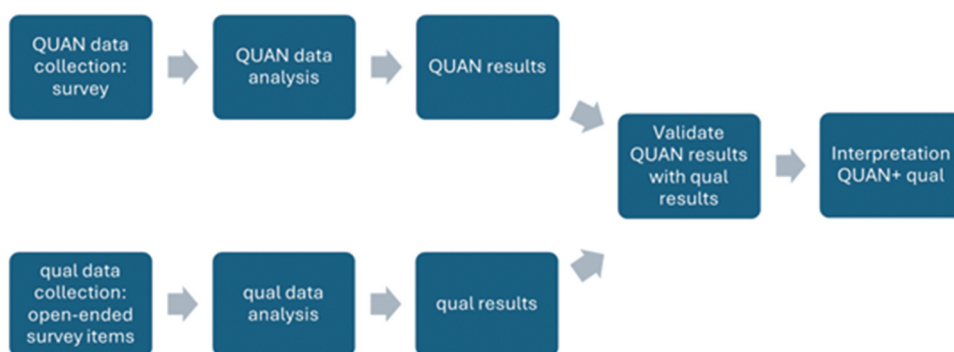 QUAN data
collection:
survey
QUAN data
analysis
QUAN results
Validate
QUAN results
with qual
results
Interpretation
QUAN+ qual
qual data
collection:
open-ended
survey items
qual data
analysis
qual results